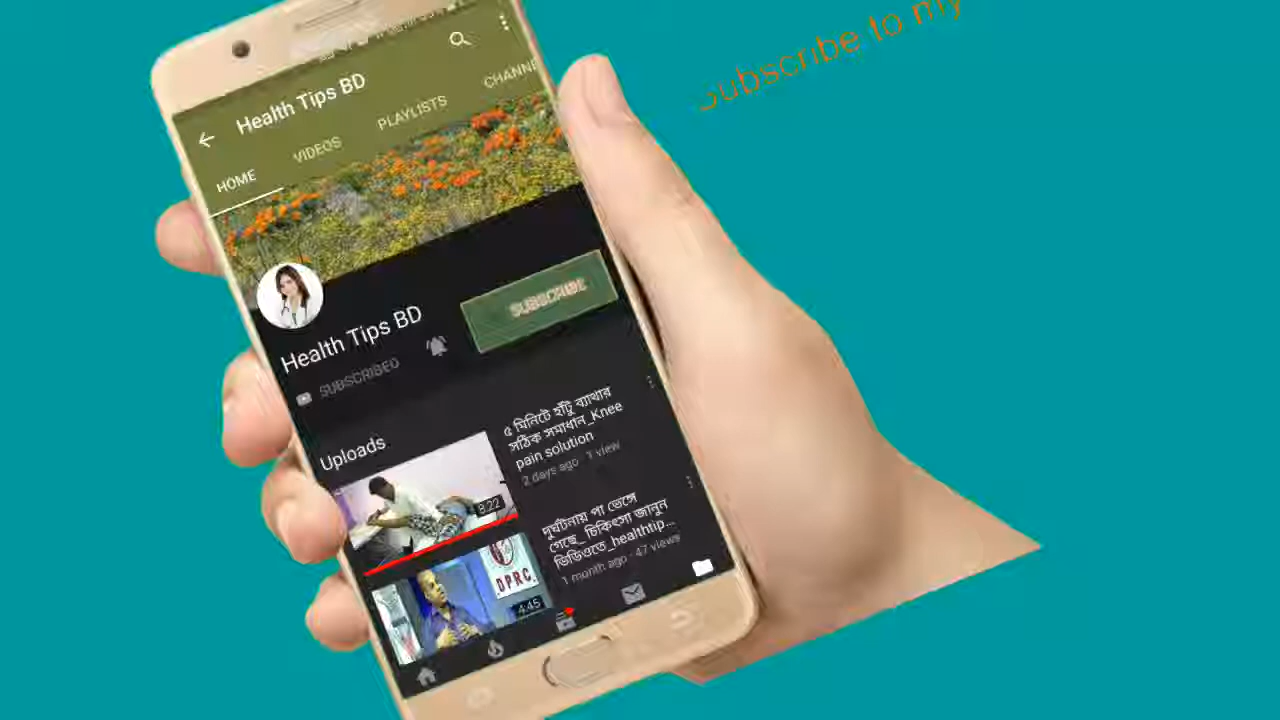 Subscribe to my
Health Tips BD
HOME
VIDEOS
PLAYLISTS
CHANNE
Health Tips BD
SUBSCRIBED
SUBSCRIBE
Uploads
৫ মিনিটে হাঁটু ব্যাথার
সঠিক সমাধান_Knee
pain solution
2 days ago · 1 view
8:22
দুর্ঘটনায় পা ভেঙ্গে
গেছে_ চিকিৎসা জানুন
ভিডিওতে_healthtip...
1 month ago · 47 views
DPRC
4:45